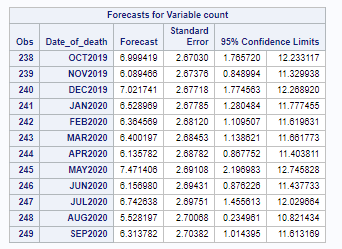 Forecasts for Variable count
Obs Date_of_death Forecast Standard Error 95% Confidence Limits
238 OCT2019 6.999419 2.67030 1.765720 12.233117
239 NOV2019 6.089466 2.67376 0.848994 11.329938
240 DEC2019 7.021741 2.67718 1.774563 12.268920
241 JAN2020 6.528969 2.67785 1.280484 11.777455
242 FEB2020 6.364569 2.68120 1.109507 11.619631
243 MAR2020 6.400197 2.68453 1.138621 11.661773
244 APR2020 6.135782 2.68782 0.867752 11.403811
245 MAY2020 7.471406 2.69108 2.196983 12.745828
246 JUN2020 6.156980 2.69431 0.876226 11.437733
247 JUL2020 6.742638 2.69751 1.455613 12.029664
248 AUG2020 5.528197 2.70068 0.234961 10.821434
249 SEP2020 6.313782 2.70382 1.014395 11.613169